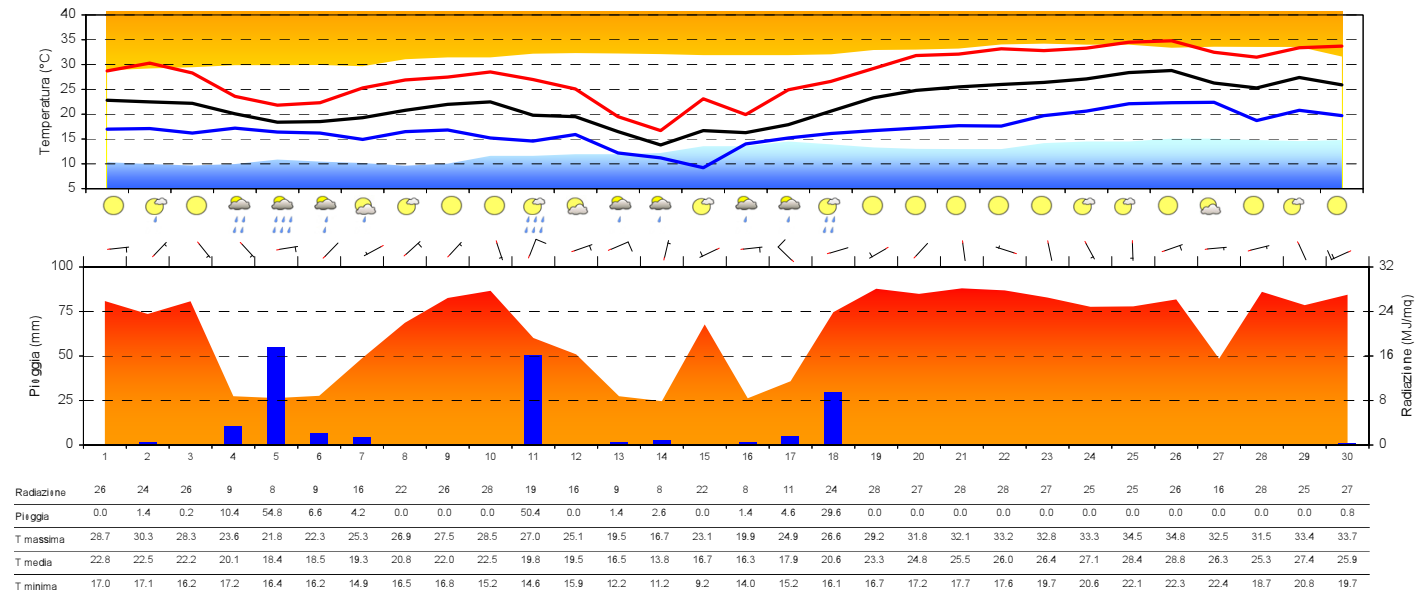 40
35
30
25
20
15
10
5
Temperatura (°C)
100
75
50
25
0
Pioggia (mm)
32
24
16
8
0
Radiazione (MJ/mq)
1 2 3 4 5 6 7 8 9 10 11 12 13 14 15 16 17 18 19 20 21 22 23 24 25 26 27 28 29 30
Radiazione 26 24 26 9 8 9 16 22 26 28 19 16 9 8 22 8 11 24 28 27 28 28 27 25 25 26 16 28 25 27
Pioggia 0.0 1.4 0.2 10.4 54.8 6.6 4.2 0.0 0.0 0.0 50.4 0.0 1.4 2.6 0.0 1.4 4.6 29.6 0.0 0.0 0.0 0.0 0.0 0.0 0.0 0.0 0.0 0.0 0.0 0.8
T massima 28.7 30.3 28.3 23.6 21.8 22.3 25.3 26.9 27.5 28.5 27.0 25.1 19.5 16.7 23.1 19.9 24.9 26.6 29.2 31.8 32.1 33.2 32.8 33.3 34.5 34.8 32.5 31.5 33.4 33.7
T media 22.8 22.5 22.2 20.1 18.4 18.5 19.3 20.8 22.0 22.5 19.8 19.5 16.5 13.8 16.7 16.3 17.9 20.6 23.3 24.8 25.5 26.0 26.4 27.1 28.4 28.8 26.3 25.3 27.4 25.9
T minima 17.0 17.1 16.2 17.2 16.4 16.2 14.9 16.5 16.8 15.2 14.6 15.9 12.2 11.2 9.2 14.0 15.2 16.1 16.7 17.2 17.7 17.6 19.7 20.6 22.1 22.3 22.4 18.7 20.8 19.7